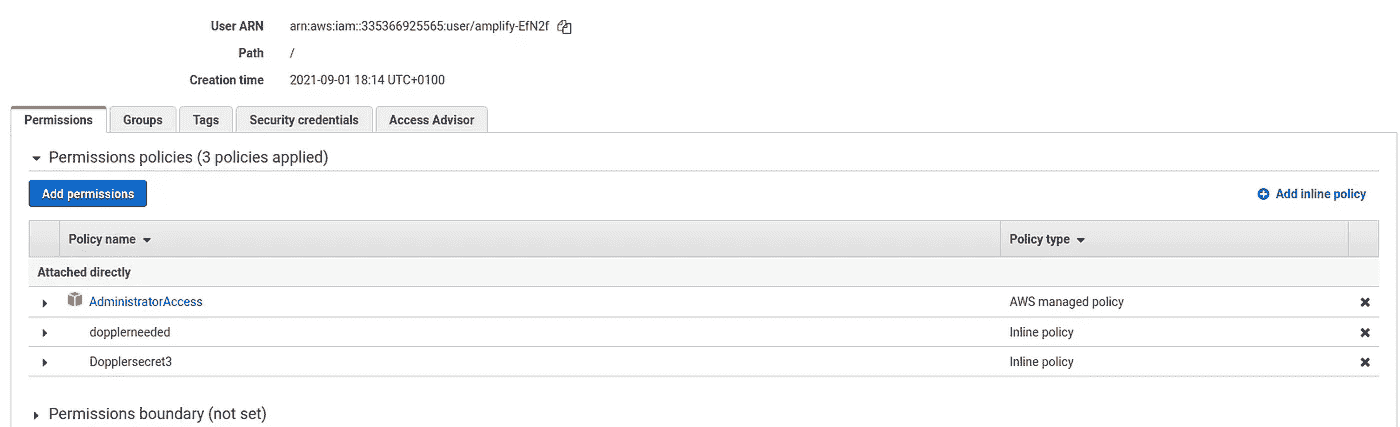 User ARN arn:aws:iam::335366925565:user/amplify-EfN2f
Path /
Creation time 2021-09-01 18:14 UTC+0100
Permissions Groups Tags Security credentials Access Advisor
Permissions policies (3 policies applied)
Add permissions Add inline policy
Policy name Policy type
Attached directly
AdministratorAccess AWS managed policy
dopplerneeded Inline policy
Dopplersecret3 Inline policy
Permissions boundary (not set)